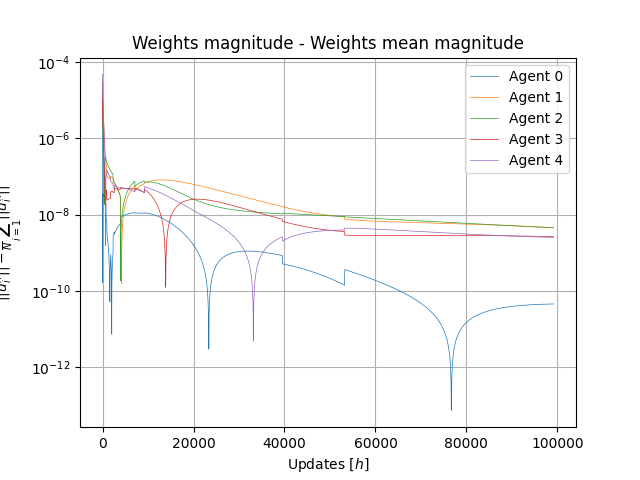 Weights magnitude - Weights mean magnitude
10^{-4}
10^{-6}
10^{-8}
10^{-10}
10^{-12}
Agent 0
Agent 1
Agent 2
Agent 3
Agent 4
0
20000
40000
60000
80000
100000
Updates [h]